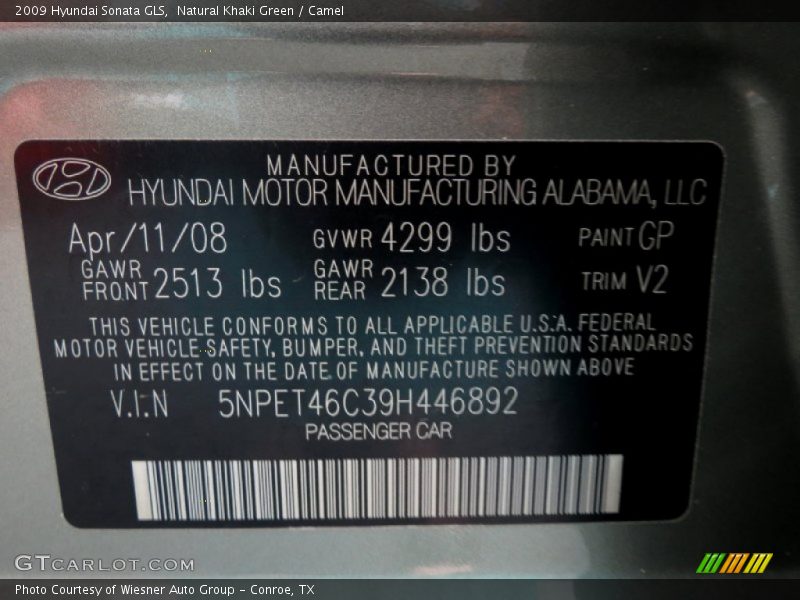 2009 Hyundai Sonata GLS,  Natural Khaki Green / Camel
MANUFACTURED BY
HYUNDAI MOTOR MANUFACTURING ALABAMA, LLC
Apr/11/08 GVWR 4299 lbs PAINT GP
GAWR FRONT 2513 lbs GAWR REAR 2138 lbs TRIM V2
THIS VEHICLE CONFORMS TO ALL APPLICABLE U.S.A. FEDERAL
MOTOR VEHICLE SAFETY, BUMPER, AND THEFT PREVENTION STANDARDS
IN EFFECT ON THE DATE OF MANUFACTURE SHOWN ABOVE
V.I.N 5NPET46C39H446892
PASSENGER CAR
GTCARLOT.COM
Photo Courtesy of Wiesner Auto Group - Conroe, TX